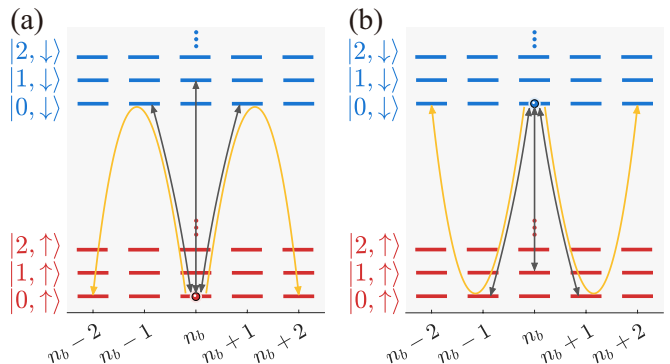 (a)
|2, ↓⟩
|1, ↓⟩
|0, ↓⟩
|2, ↑⟩
|1, ↑⟩
|0, ↑⟩
n_b − 2
n_b − 1
n_b
n_b + 1
n_b + 2
(b)
|2, ↓⟩
|1, ↓⟩
|0, ↓⟩
|2, ↑⟩
|1, ↑⟩
|0, ↑⟩
n_b − 2
n_b − 1
n_b
n_b + 1
n_b + 2